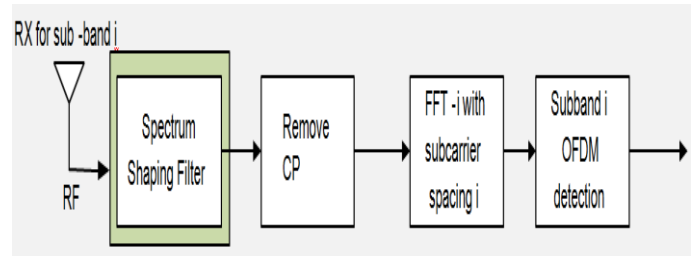 RX for sub -band i
RF
Spectrum
Shaping Filter
Remove
CP
FFT -i with
subcarrier
spacing i
Subband i
OFDM
detection